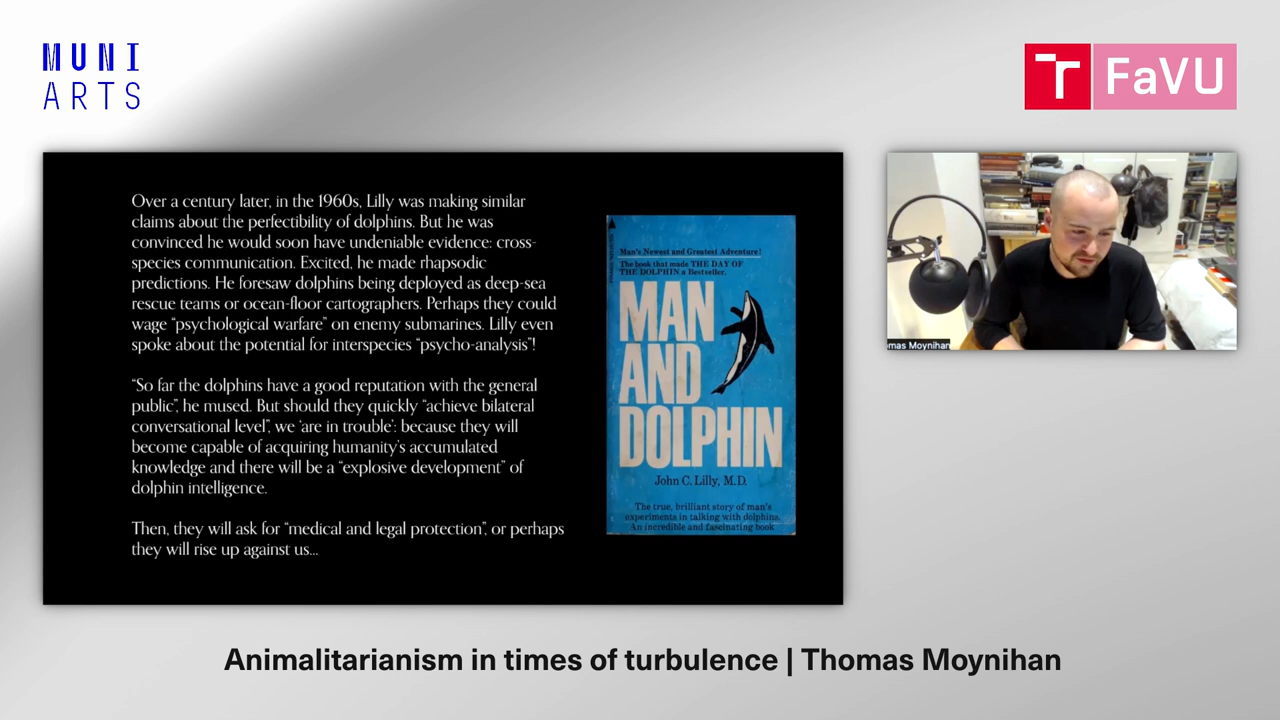 MUNI
ARTS
T FaVU
Over a century later, in the 1960s, Lilly was making similar
claims about the perfectibility of dolphins. But he was
convinced he would soon have undeniable evidence: cross-
species communication. Excited, he made rhapsodic
predictions. He foresaw dolphins being deployed as deep-sea
rescue teams or ocean-floor cartographers. Perhaps they could
wage “psychological warfare” on enemy submarines. Lilly even
spoke about the potential for interspecies “psycho-analysis”!
“So far the dolphins have a good reputation with the general
public”, he mused. But should they quickly “achieve bilateral
conversational level”, we ‘are in trouble’: because they will
become capable of acquiring humanity’s accumulated
knowledge and there will be a “explosive development” of
dolphin intelligence.
Then, they will ask for “medical and legal protection”, or perhaps
they will rise up against us...
Man's Newest and Greatest Adventure!
The book that made THE DAY OF
THE DOLPHIN a Bestseller.
MAN
AND
DOLPHIN
John C. Lilly, M.D.
The true, brilliant story of man's
experiments in talking with dolphins.
An incredible and fascinating book
omas Moynihan
Animalitarianism in times of turbulence | Thomas Moynihan